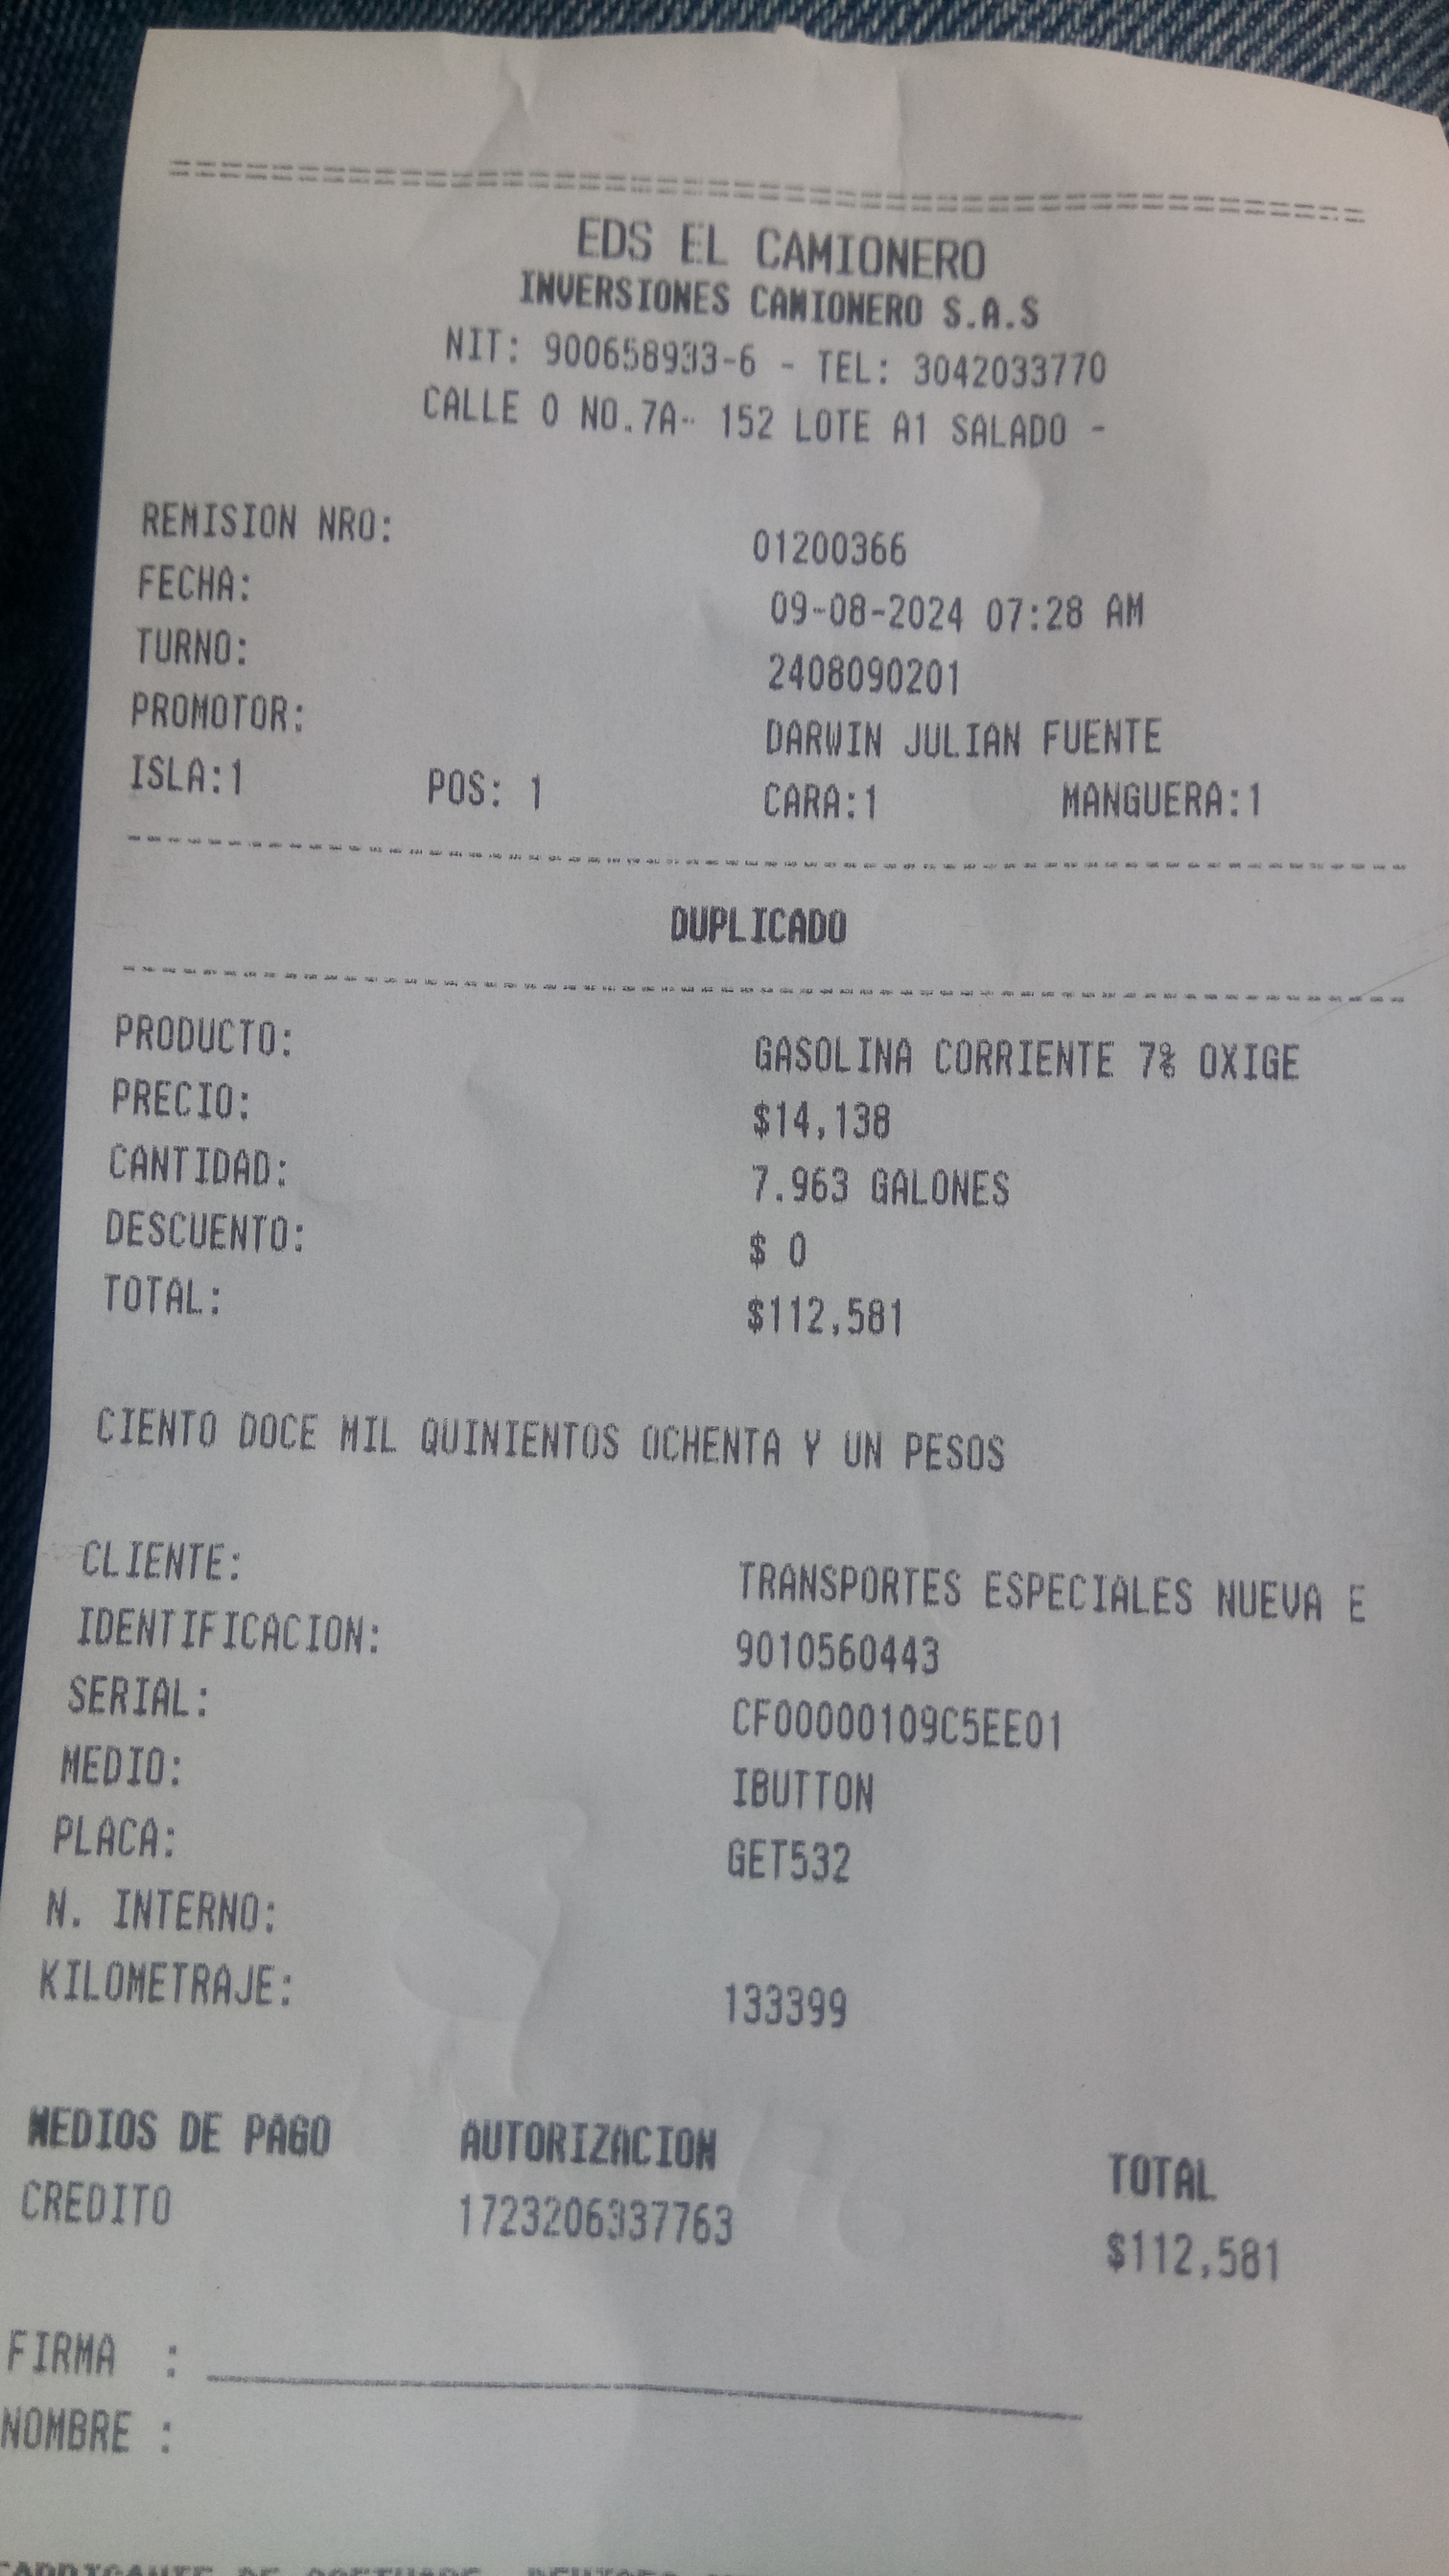 EDS EL CAMIONERO
INVERSIONES CAMIONERO S.A.S
NIT: 900658933-6 - TEL: 3042033770
CALLE 0 NO.7A- 152 LOTE A1 SALADO -
REMISION NRO: 01200366
FECHA: 09-08-2024 07:28 AM
TURNO: 2408090201
PROMOTOR: DARWIN JULIAN FUENTE
ISLA:1 POS: 1 CARA:1 MANGUERA:1
DUPLICADO
PRODUCTO: GASOLINA CORRIENTE 7% OXIGE
PRECIO: $14,138
CANTIDAD: 7.963 GALONES
DESCUENTO: $ 0
TOTAL: $112,581
CIENTO DOCE MIL QUINIENTOS OCHENTA Y UN PESOS
CLIENTE: TRANSPORTES ESPECIALES NUEVA E
IDENTIFICACION: 9010560443
SERIAL: CF00000109C5EE01
MEDIO: IBUTTON
PLACA: GET532
N. INTERNO:
KILOMETRAJE: 133399
MEDIOS DE PAGO AUTORIZACION TOTAL
CREDITO 1723206337763 $112,581
FIRMA :
NOMBRE :